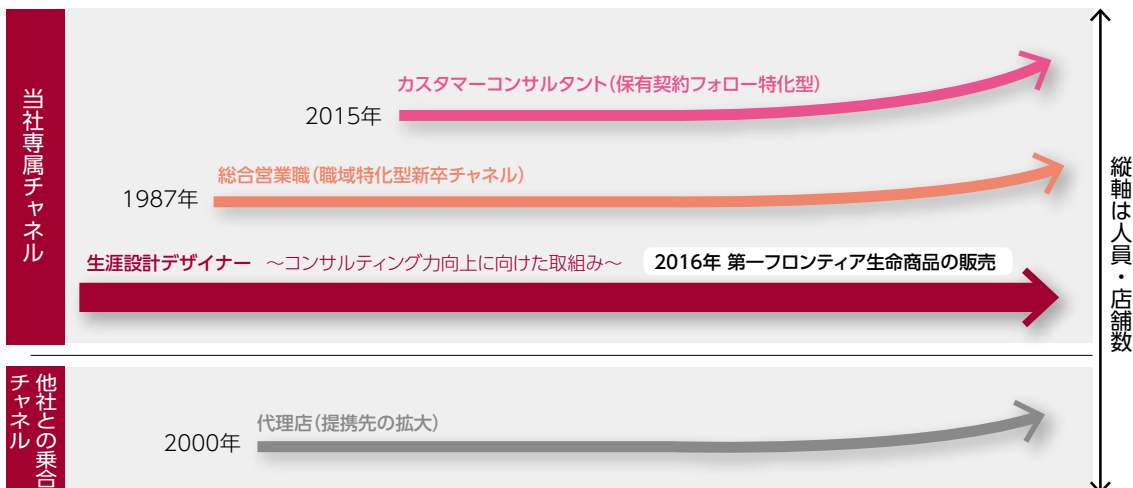 当社専属チャネル
カスタマーコンサルタント（保有契約フォロー特化型）
2015年
総合営業職（職域特化型新卒チャネル）
1987年
生涯設計デザイナー ～コンサルティング力向上に向けた取組み～
2016年 第一フロンティア生命商品の販売
他社との乗合
チャネル
代理店（提携先の拡大）
2000年
縦軸は人員・店舗数